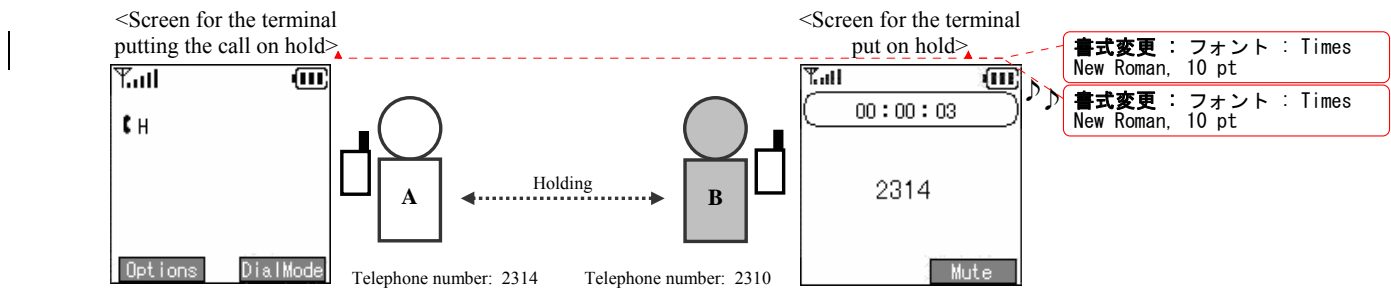 <Screen for the terminal
putting the call on hold>
<Screen for the terminal
put on hold>
書式変更 : フォント : Times
New Roman, 10 pt
書式変更 : フォント : Times
New Roman, 10 pt
H
Options
DialMode
A
Holding
B
00:00:03
2314
Mute
Telephone number: 2314
Telephone number: 2310